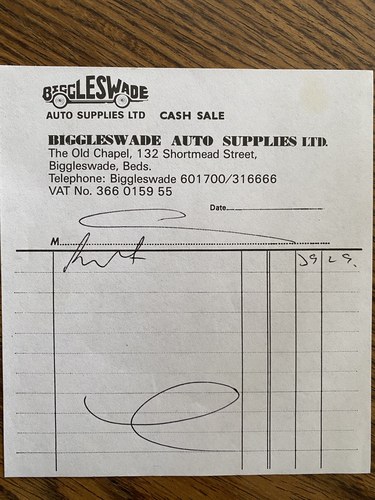 BIGGLESWADE
AUTO SUPPLIES LTD CASH SALE
BIGGLESWADE AUTO SUPPLIES LTD.
The Old Chapel, 132 Shortmead Street,
Biggleswade, Beds.
Telephone: Biggleswade 601700/316666
VAT No. 366 0159 55
Date
M